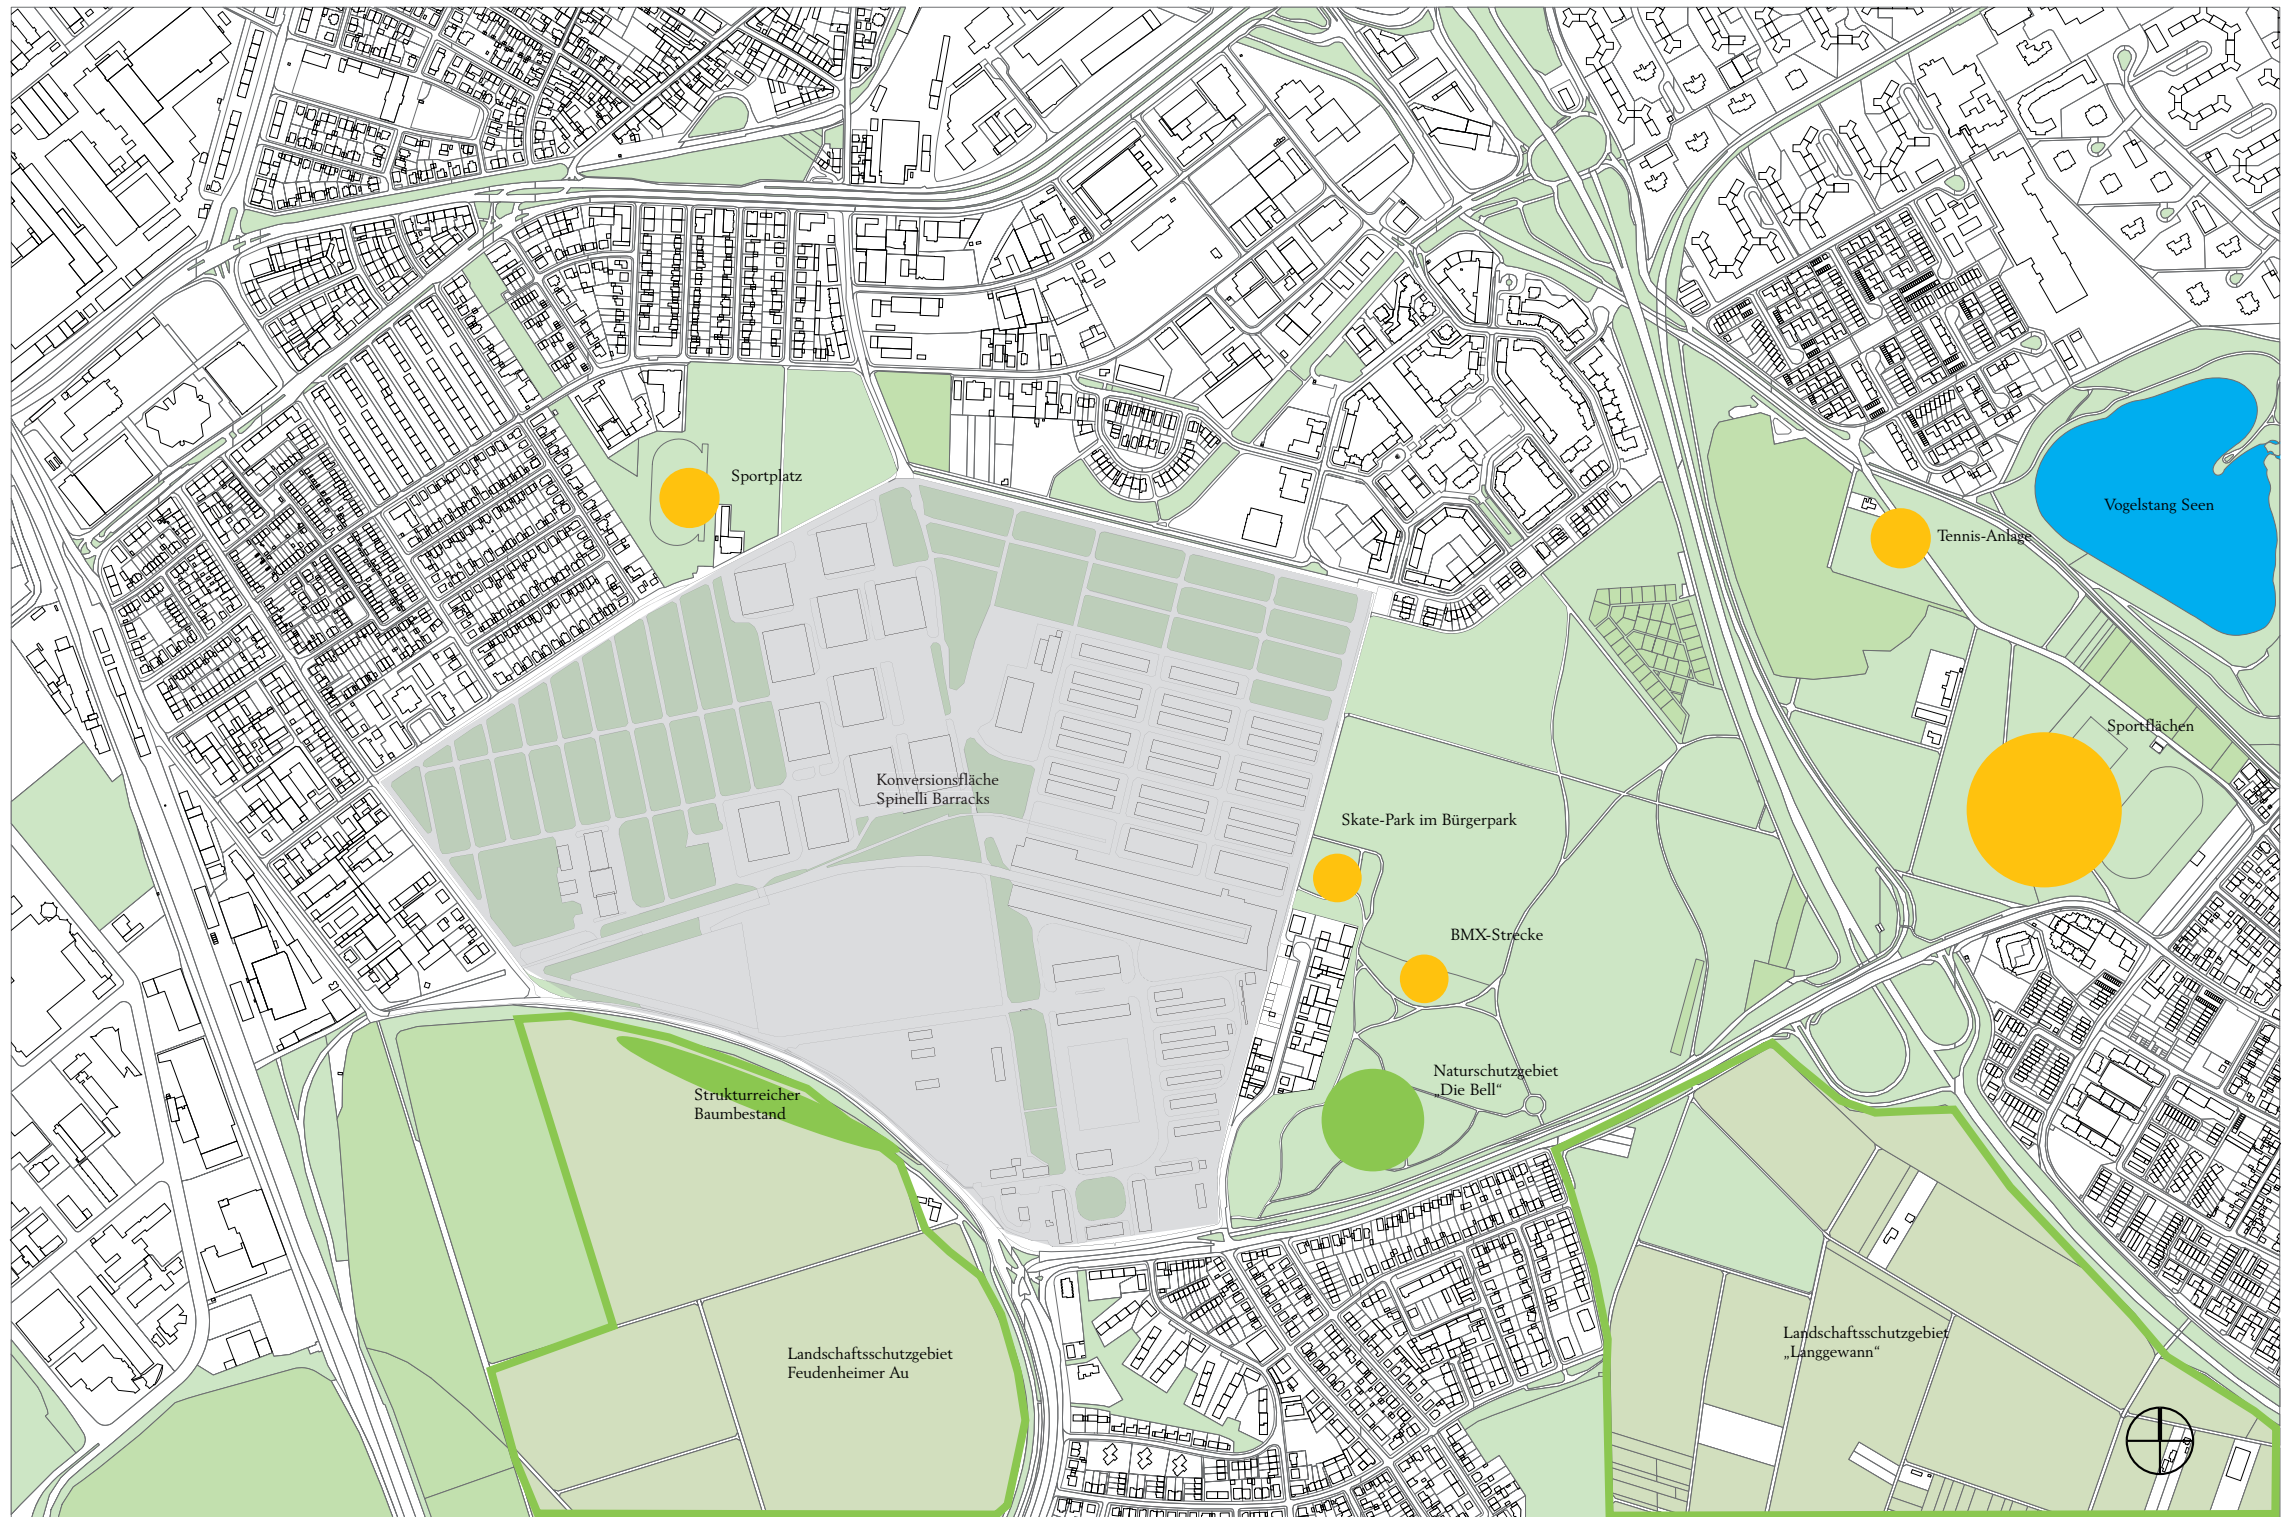 Sportplatz
Vogelstang Seen
Tennis-Anlage
Sportflächen
Konversionsfläche
Spinelli Barracks
Skate-Park im Bürgerpark
BMX-Strecke
Naturschutzgebiet
„Die Bell“
Strukturreicher
Baumbestand
Landschaftsschutzgebiet
„Langgewann“
Landschaftsschutzgebiet
Feudenheimer Au